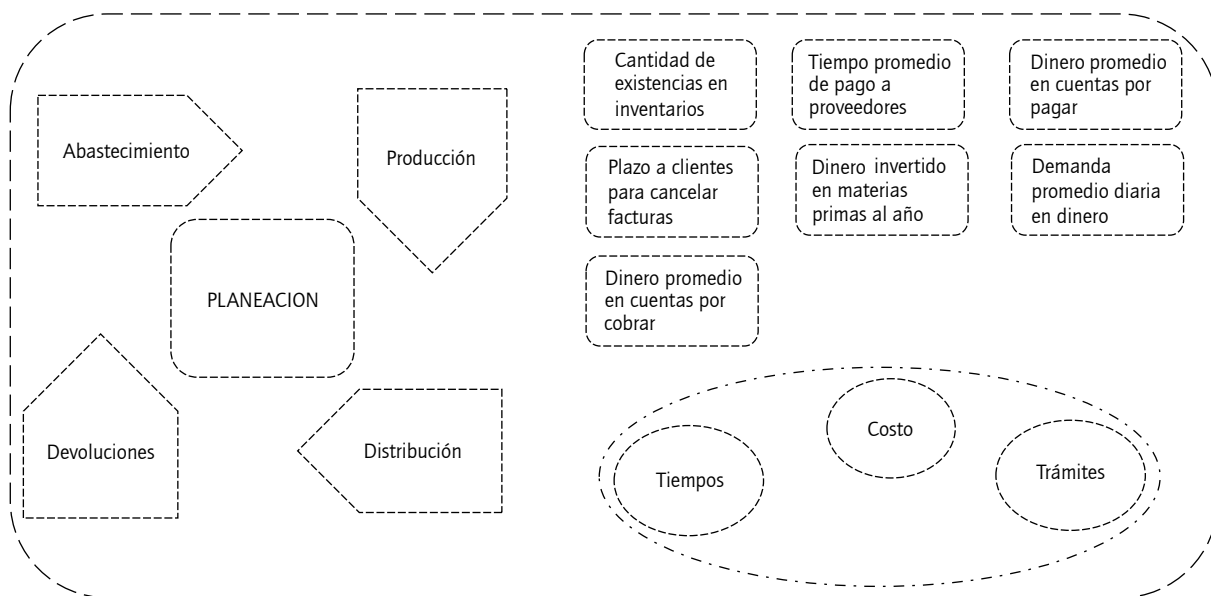 Abastecimiento
Producción
PLANEACION
Devoluciones
Distribución
Cantidad de
existencias en
inventarios
Tiempo promedio
de pago a
proveedores
Dinero promedio
en cuentas por
pagar
Plazo a clientes
para cancelar
facturas
Dinero invertido
en materias
primas al año
Demanda
promedio diaria
en dinero
Dinero promedio
en cuentas por
cobrar
Tiempos
Costo
Trámites